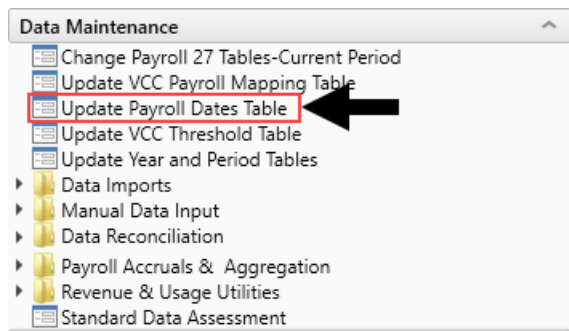 Data Maintenance
Change Payroll 27 Tables-Current Period
Update VCC Payroll Mapping Table
Update Payroll Dates Table
Update VCC Threshold Table
Update Year and Period Tables
Data Imports
Manual Data Input
Data Reconciliation
Payroll Accruals & Aggregation
Revenue & Usage Utilities
Standard Data Assessment